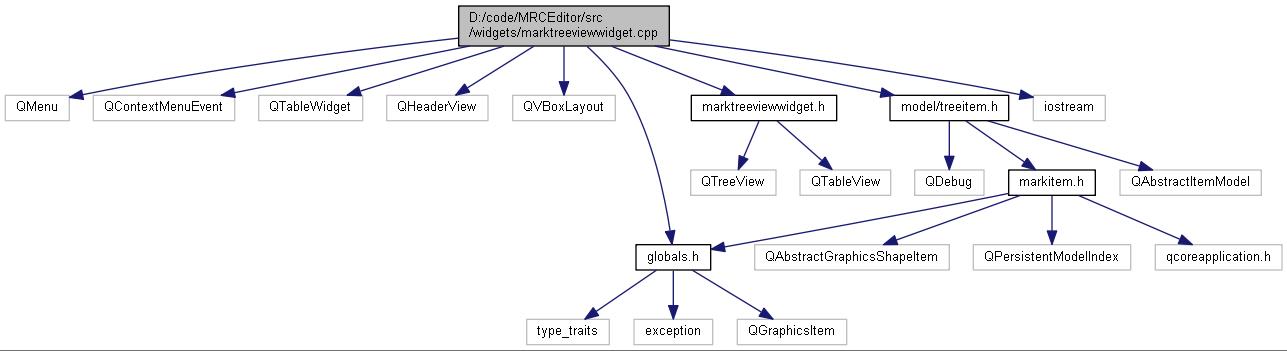 D:/code/MRCEditor/src
/widgets/marktreeviewwidget.cpp
QMenu
QContextMenuEvent
QTableWidget
QHeaderView
QVBoxLayout
marktreeviewwidget.h
model/treeitem.h
iostream
QTreeView
QTableView
QDebug
markitem.h
QAbstractItemModel
globals.h
QAbstractGraphicsShapeItem
QPersistentModelIndex
qcoreapplication.h
type_traits
exception
QGraphicsItem